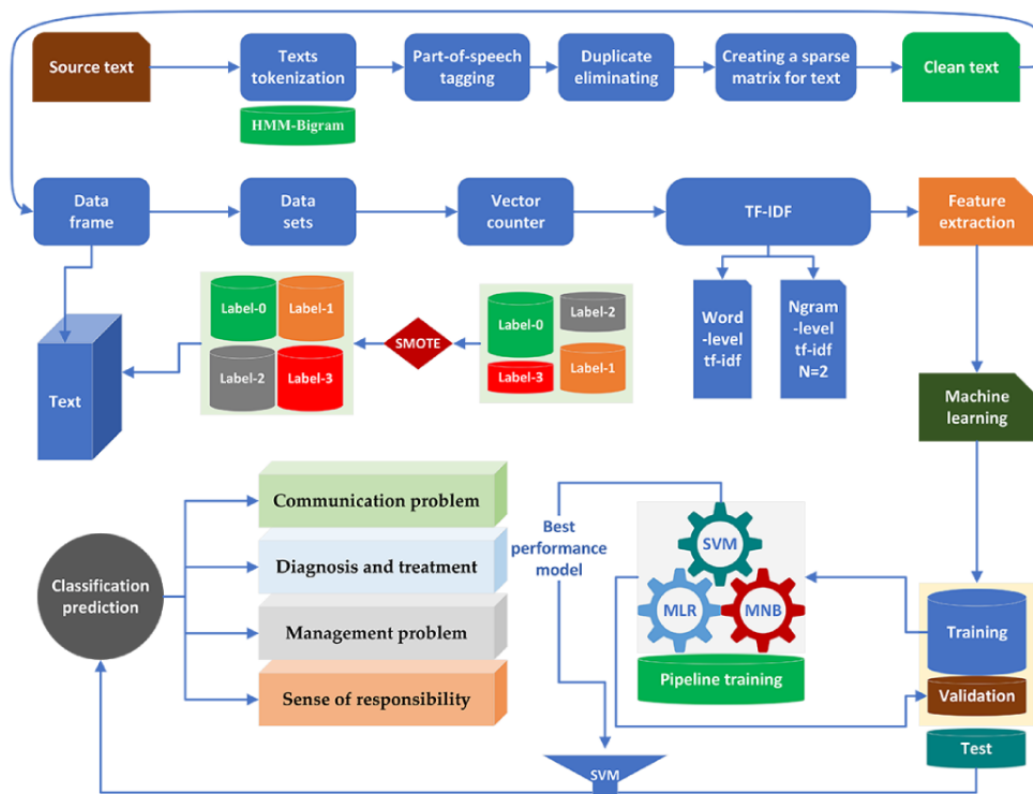 Source text
Texts
tokenization
Part-of-speech
tagging
Duplicate
eliminating
Creating a sparse
matrix for text
Clean text
HMM-Bigram
Data
frame
Data
sets
Vector
counter
TF-IDF
Feature
extraction
Label-0
Label-1
Label-2
Label-3
SMOTE
Label-0
Label-2
Label-3
Label-1
Word
-level
tf-idf
Ngram
-level
tf-idf
N=2
Text
Machine
learning
Classification
prediction
Communication problem
Diagnosis and treatment
Management problem
Sense of responsibility
Best
performance
model
SVM
MLR
MNB
Pipeline training
Training
Validation
Test
SVM